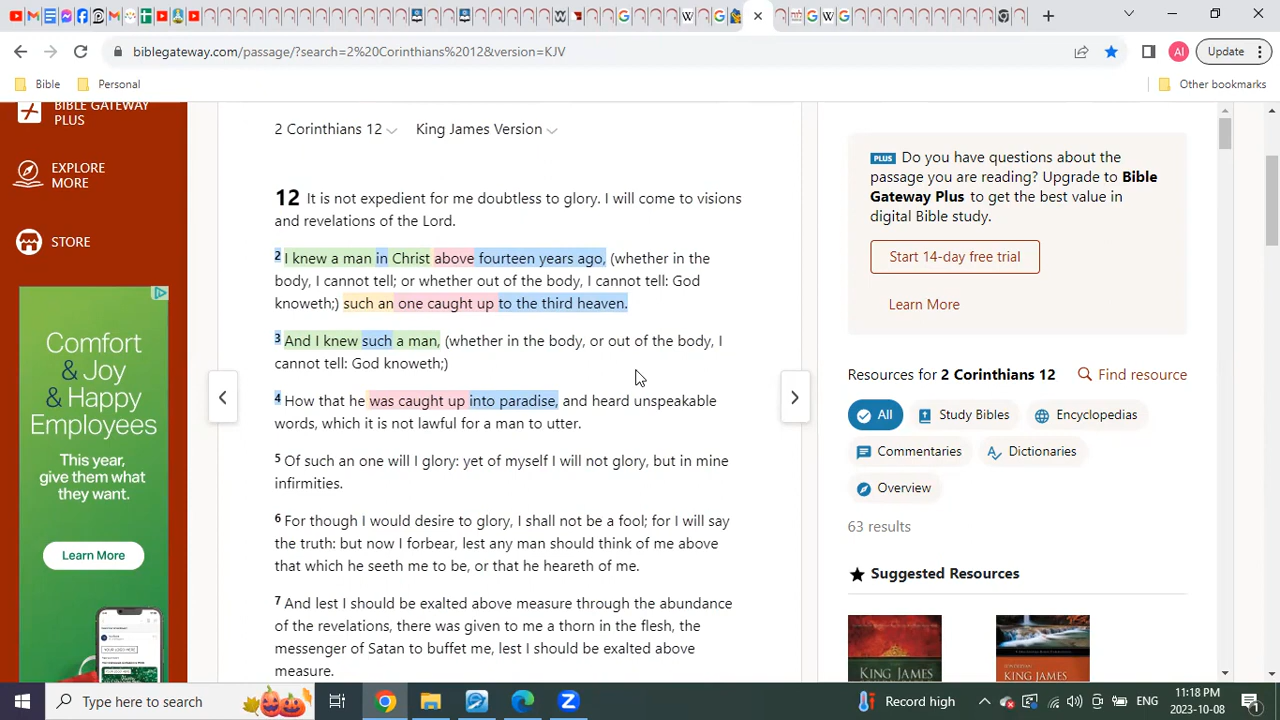 biblegateway.com/passage/?search=2%20Corinthians%2012&version=KJV
AI
Update
Bible
Personal
Other bookmarks
BIBLE GATEWAY
PLUS
EXPLORE
MORE
STORE
Comfort
& Joy
& Happy
Employees
This year,
give them what
they want.
Learn More
2 Corinthians 12
King James Version
12 It is not expedient for me doubtless to glory. I will come to visions
and revelations of the Lord.
2 I knew a man in Christ above fourteen years ago, (whether in the
body, I cannot tell; or whether out of the body, I cannot tell: God
knoweth;) such an one caught up to the third heaven.
3 And I knew such a man, (whether in the body, or out of the body, I
cannot tell: God knoweth;)
4 How that he was caught up into paradise, and heard unspeakable
words, which it is not lawful for a man to utter.
5 Of such an one will I glory: yet of myself I will not glory, but in mine
infirmities.
6 For though I would desire to glory, I shall not be a fool; for I will say
the truth: but now I forbear, lest any man should think of me above
that which he seeth me to be, or that he heareth of me.
7 And lest I should be exalted above measure through the abundance
of the revelations, there was given to me a thorn in the flesh, the
messenger of Satan to buffet me, lest I should be exalted above
PLUS Do you have questions about the
passage you are reading? Upgrade to Bible
Gateway Plus to get the best value in
digital Bible study.
Start 14-day free trial
Learn More
Resources for 2 Corinthians 12
Find resource
All
Study Bibles
Encyclopedias
Commentaries
Dictionaries
Overview
63 results
Suggested Resources
KING JAMES
KING JAMES
Type here to search
Record high
ENG
11:18 PM
2023-10-08
1